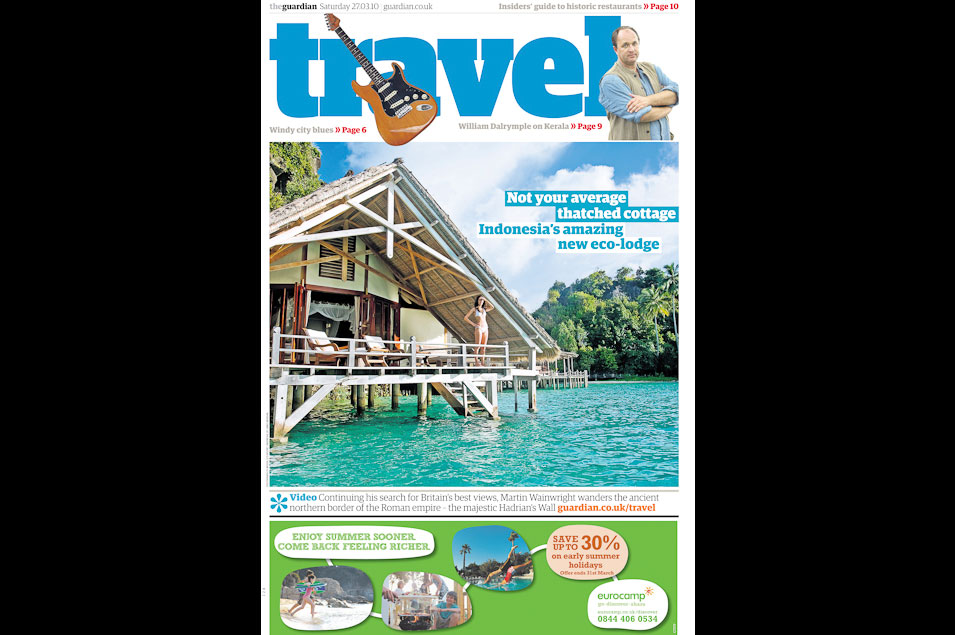 theguardian Saturday 27.03.10 guardian.co.uk
Insiders' guide to historic restaurants » Page 10
travel
Windy city blues » Page 6
William Dalrymple on Kerala » Page 9
Not your average
thatched cottage
Indonesia's amazing
new eco-lodge
Video Continuing his search for Britain's best views, Martin Wainwright wanders the ancient
northern border of the Roman empire - the majestic Hadrian's Wall guardian.co.uk/travel
ENJOY SUMMER SOONER.
COME BACK FEELING RICHER.
SAVE
UP TO 30%
on early summer
holidays
Offer ends 31st March
eurocamp
0844 406 0534